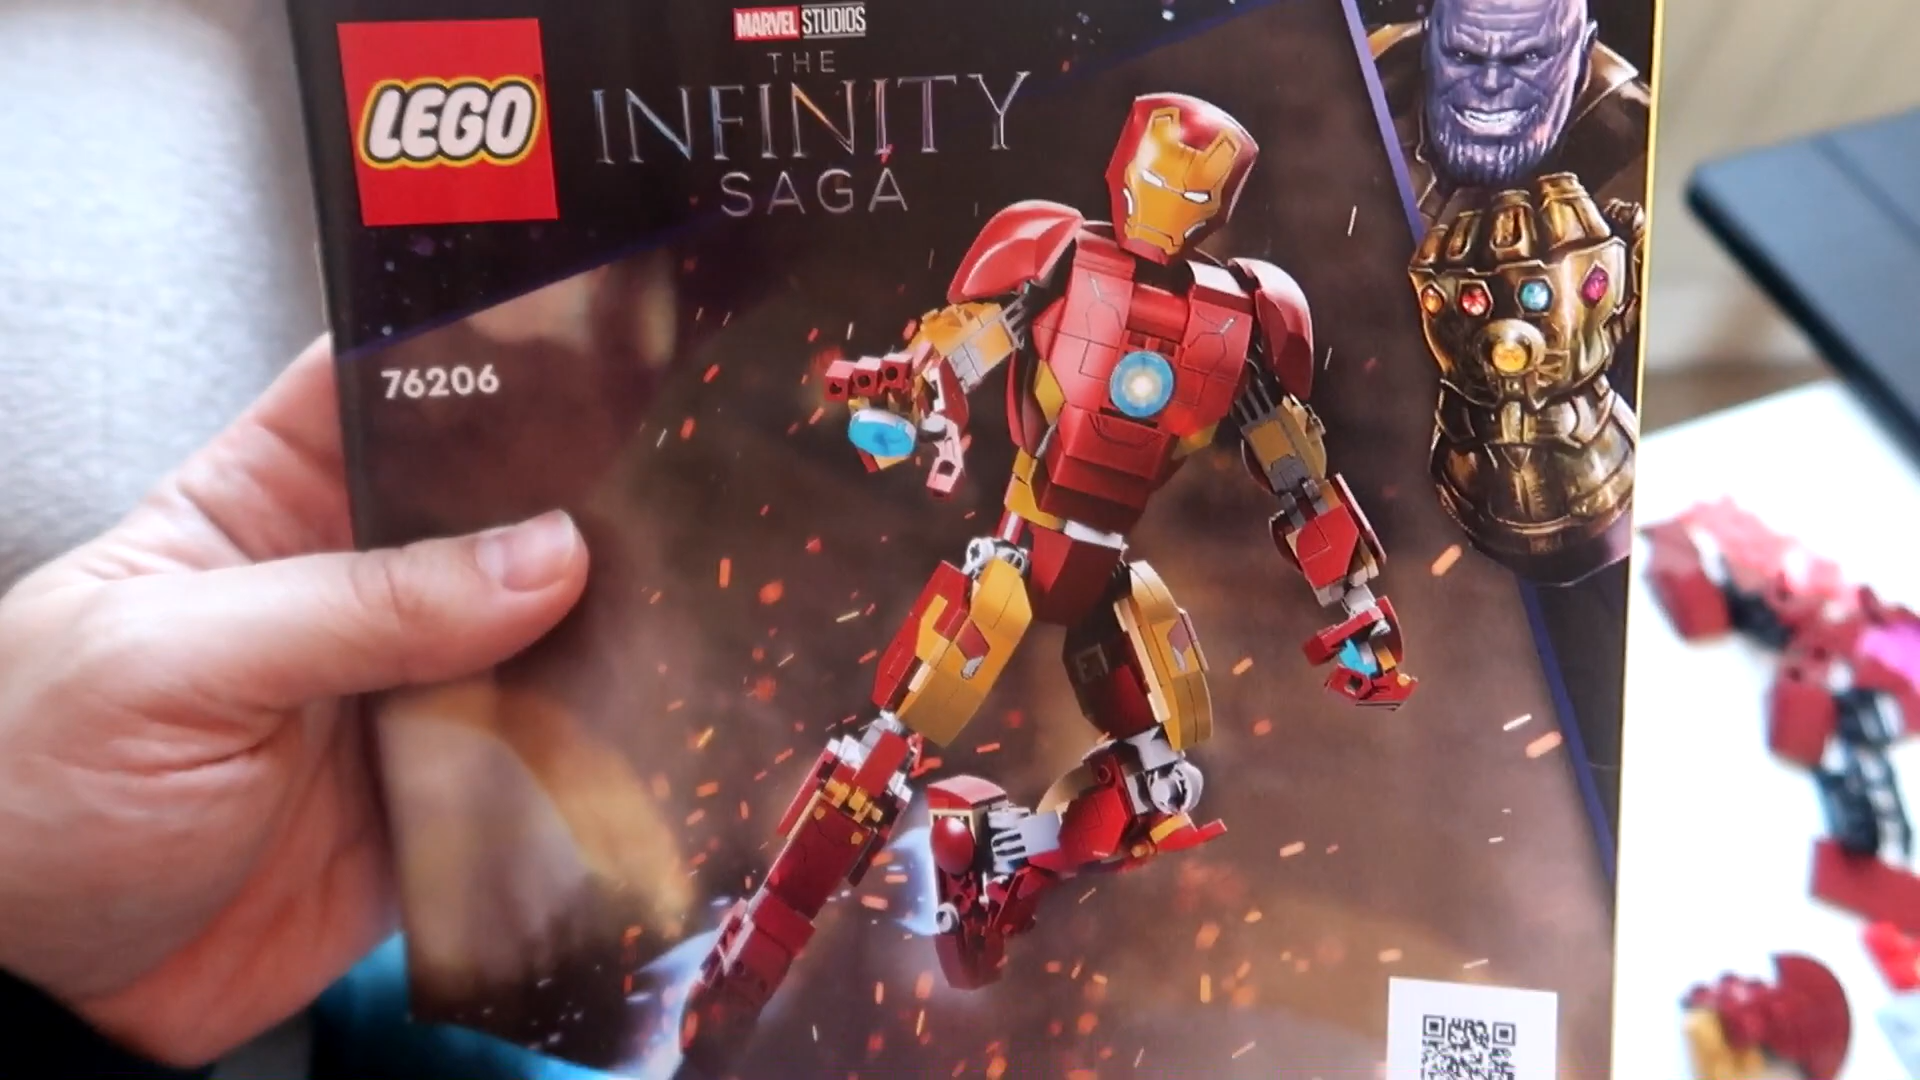 LEGO
MARVEL STUDIOS
THE
INFINITY
SAGA
76206